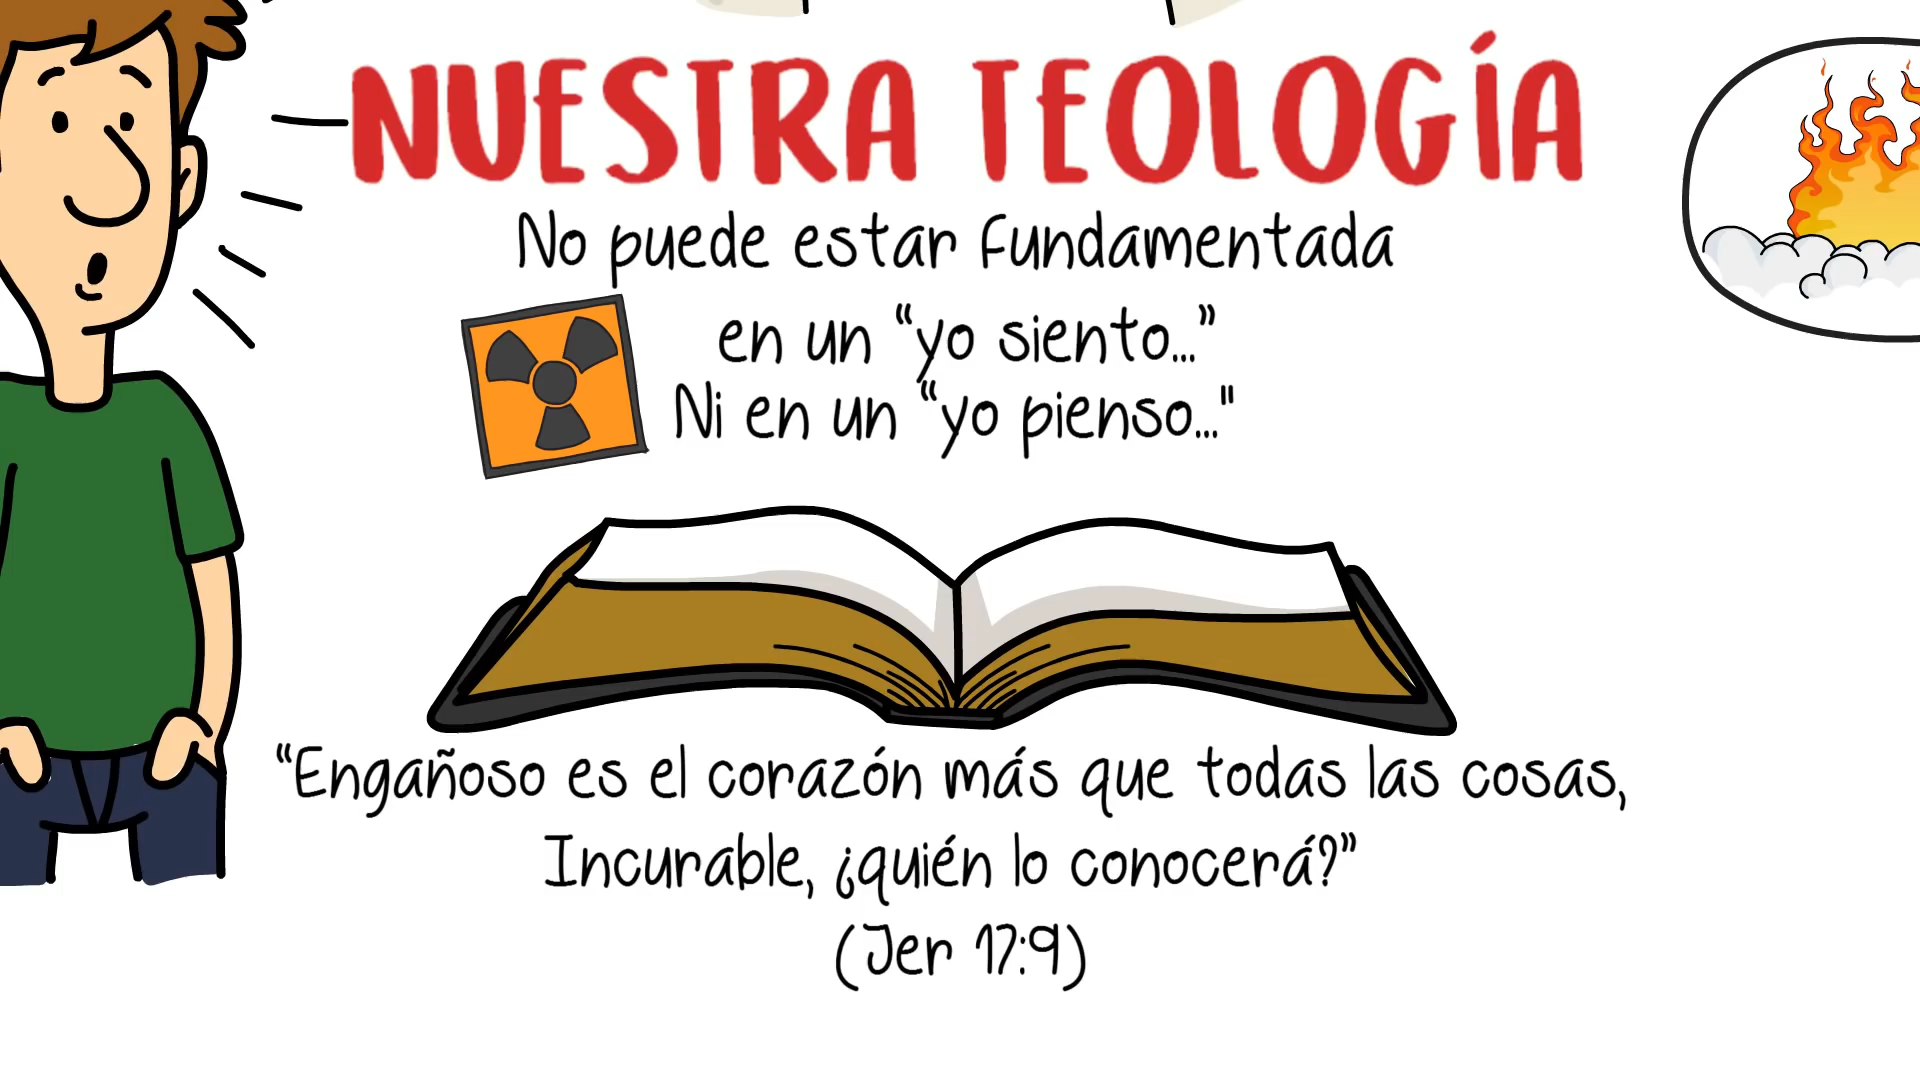 NUESTRA TEOLOGÍA
No puede estar fundamentada
en un “yo siento...”
Ni en un “yo pienso..."
“Engañoso es el corazón más que todas las cosas,
Incurable, ¿quién lo conocerá?”
(Jer 17:9)